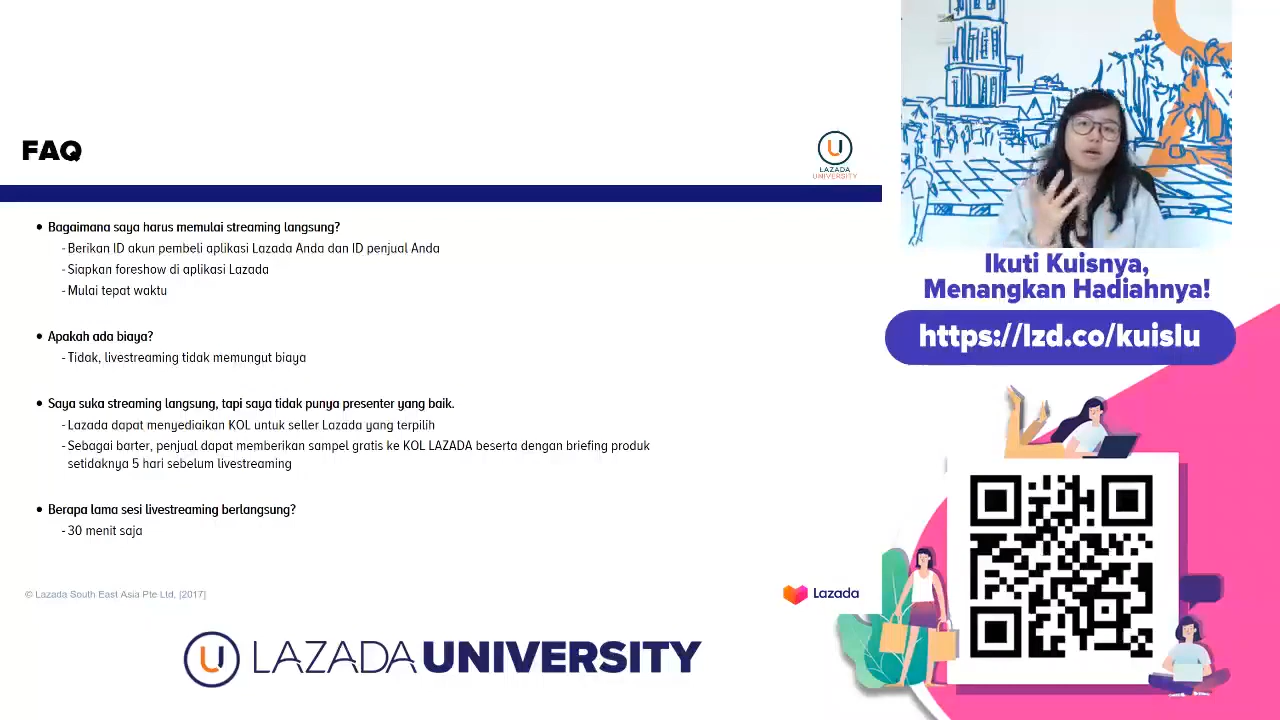 FAQ
LAZADA
UNIVERSITY
• Bagaimana saya harus memulai streaming langsung?
- Berikan ID akun pembeli aplikasi Lazada Anda dan ID penjual Anda
- Siapkan foreshow di aplikasi Lazada
- Mulai tepat waktu
• Apakah ada biaya?
- Tidak, livestreaming tidak memungut biaya
• Saya suka streaming langsung, tapi saya tidak punya presenter yang baik.
- Lazada dapat menyediaikan KOL untuk seller Lazada yang terpilih
- Sebagai barter, penjual dapat memberikan sampel gratis ke KOL LAZADA beserta dengan briefing produk
setidaknya 5 hari sebelum livestreaming
• Berapa lama sesi livestreaming berlangsung?
- 30 menit saja
© Lazada South East Asia Pte Ltd. [2017]
Lazada
LAZADA UNIVERSITY
Ikuti Kuisnya,
Menangkan Hadiahnya!
https://lzd.co/kuislu